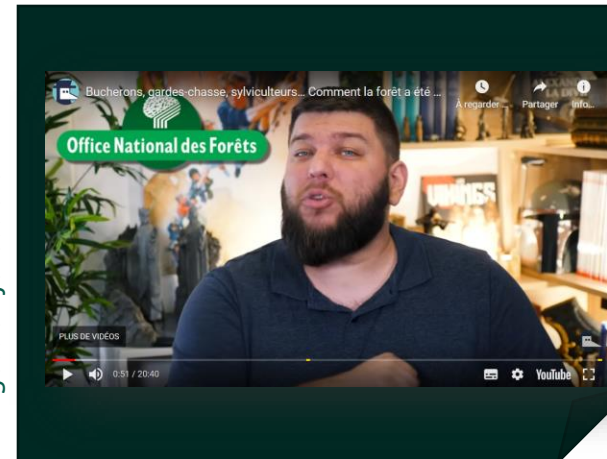 Bucherons, gardes-chasse, sylviculteurs... Comment la forêt a été ...
À regarder ...
Partager
Info...
Office National des Forêts
VIKINGS
PLUS DE VIDÉOS
0:51 / 20:40
YouTube